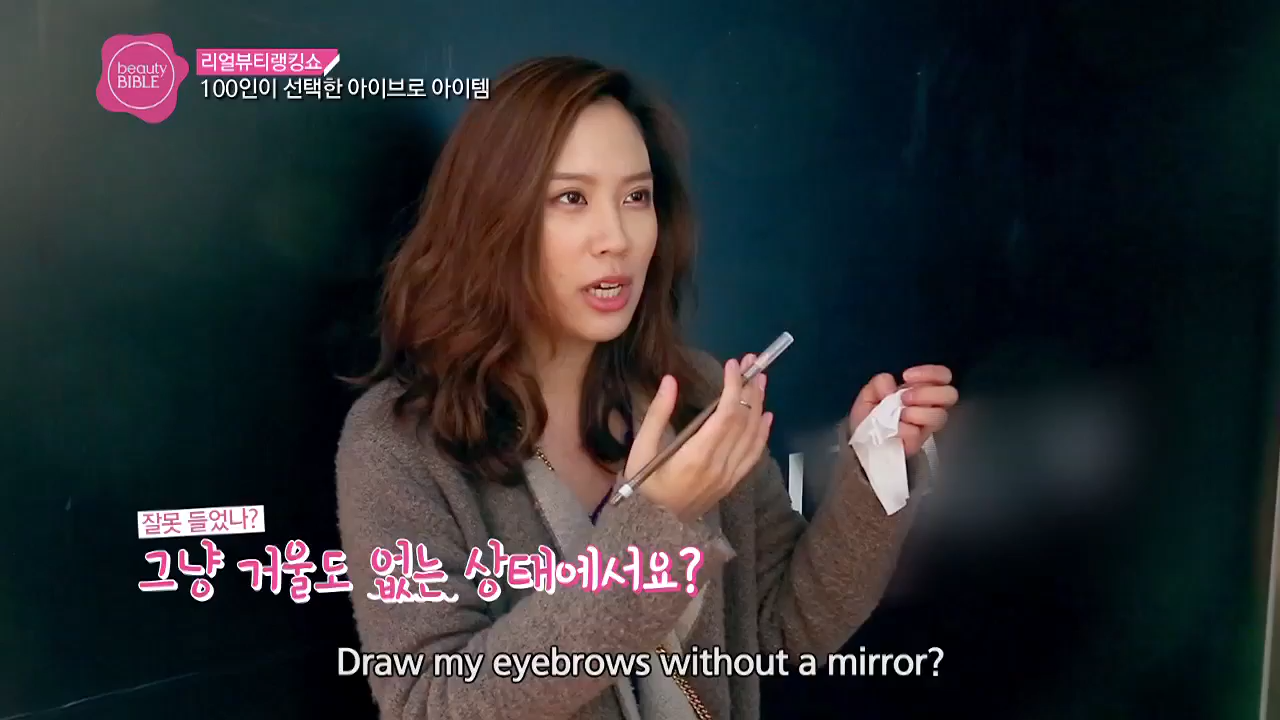 beauty
BIBLE
리얼뷰티랭킹쇼
100인이 선택한 아이브로 아이템
잘못 들었나?
그냥 거울도 없는 상태에서요?
Draw my eyebrows without a mirror?